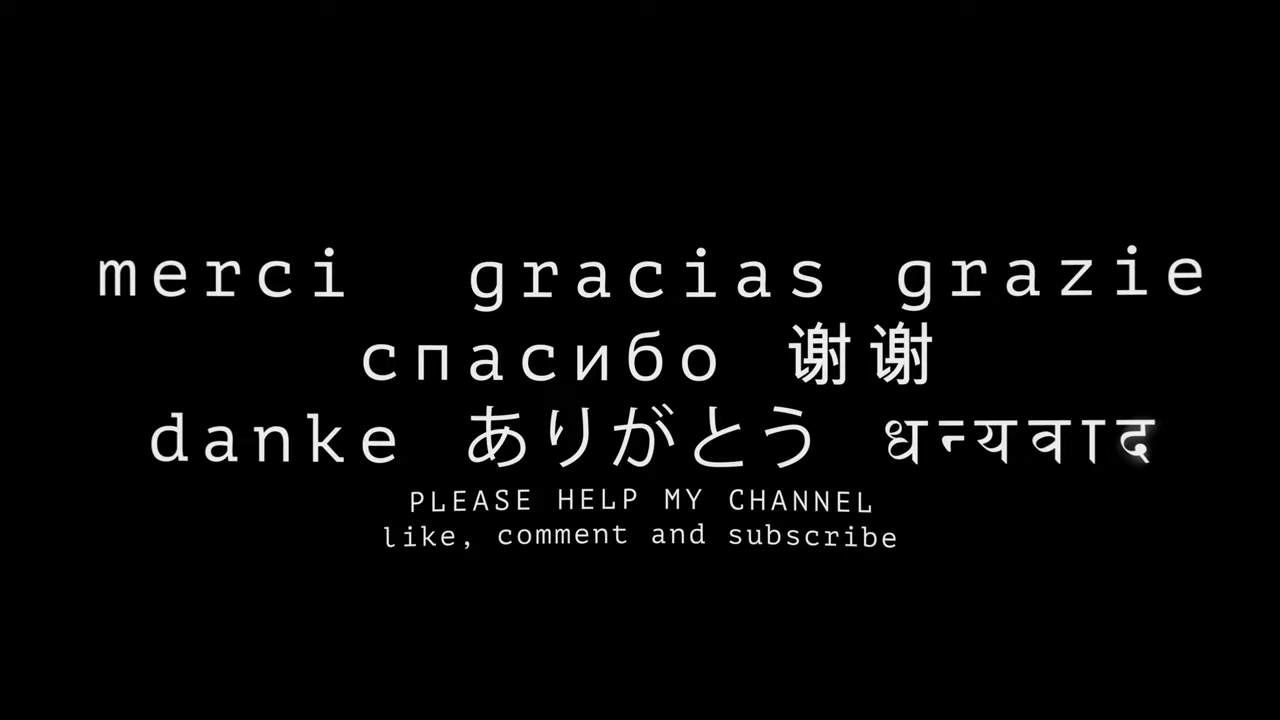 merci gracias grazie
спасибо 谢谢
danke ありがとう धन्यवाद
PLEASE HELP MY CHANNEL
like, comment and subscribe